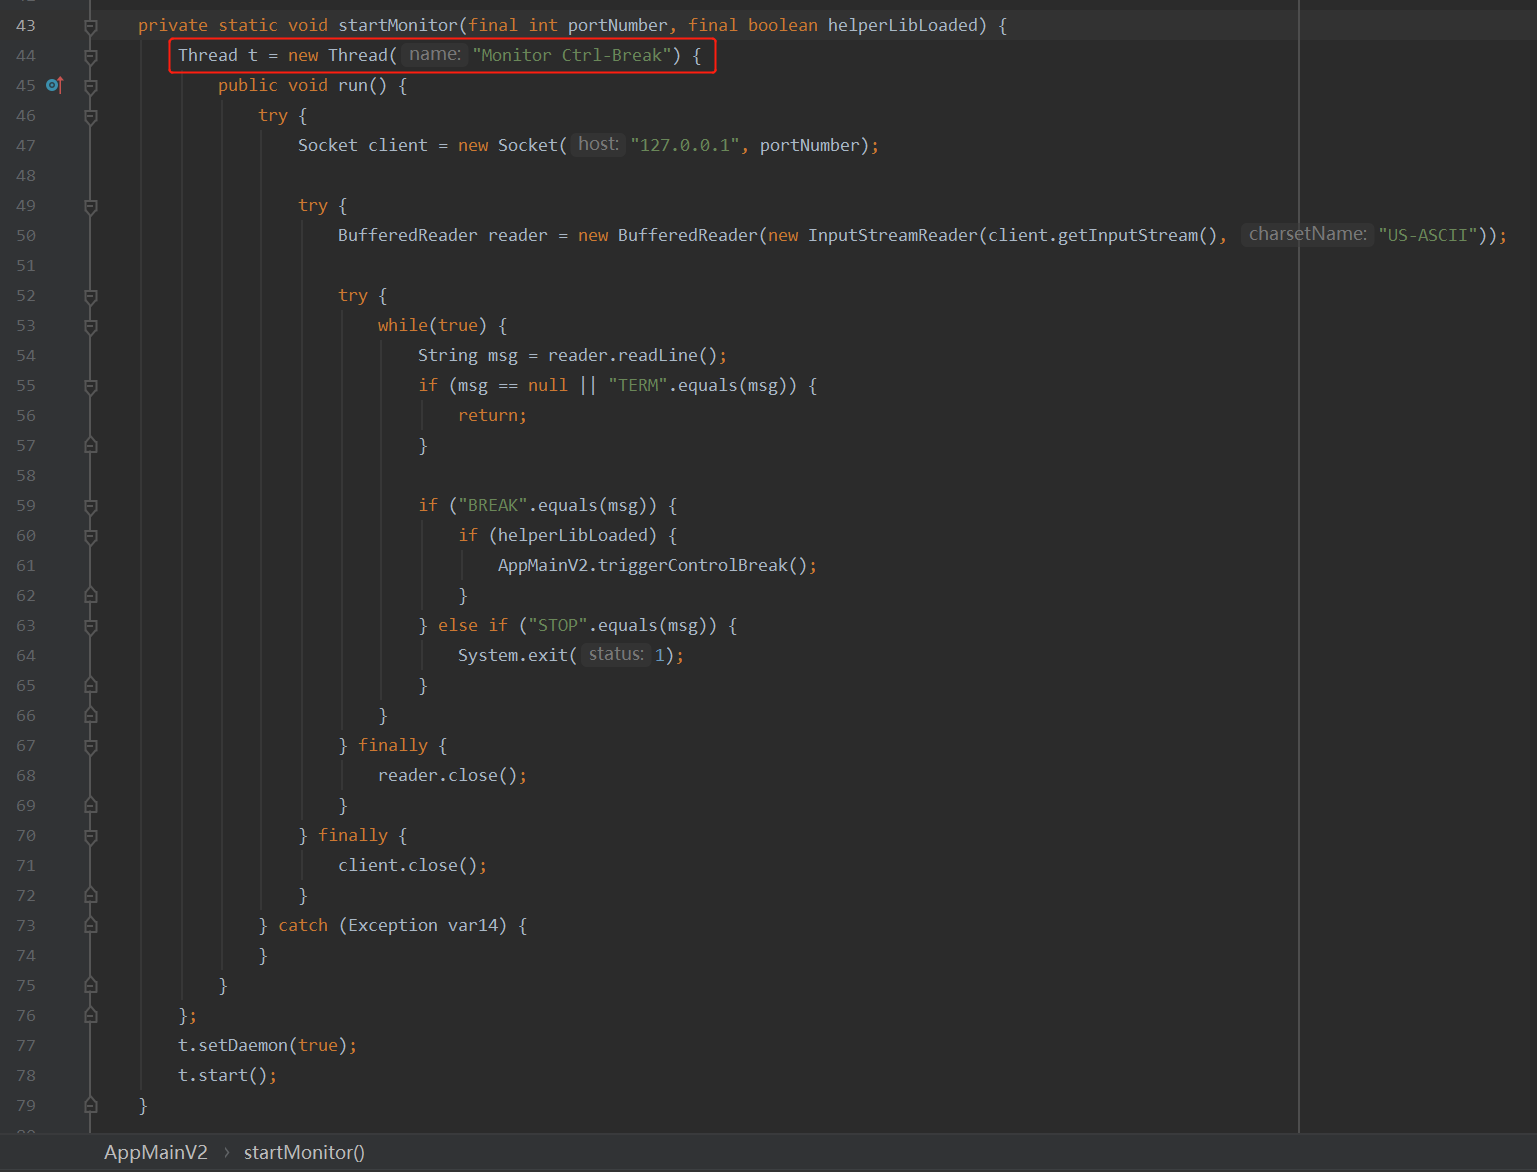 43 private static void startMonitor(final int portNumber, final boolean helperLibLoaded) {
44 Thread t = new Thread( name: "Monitor Ctrl-Break") {
45 public void run() {
46 try {
47 Socket client = new Socket( host: "127.0.0.1", portNumber);
48
49 try {
50 BufferedReader reader = new BufferedReader(new InputStreamReader(client.getInputStream(), charsetName: "US-ASCII"));
51
52 try {
53 while(true) {
54 String msg = reader.readLine();
55 if (msg == null || "TERM".equals(msg)) {
56 return;
57 }
58
59 if ("BREAK".equals(msg)) {
60 if (helperLibLoaded) {
61 AppMainV2.triggerControlBreak();
62 }
63 } else if ("STOP".equals(msg)) {
64 System.exit( status: 1);
65 }
66 }
67 } finally {
68 reader.close();
69 }
70 } finally {
71 client.close();
72 }
73 } catch (Exception var14) {
74 }
75 }
76 };
77 t.setDaemon(true);
78 t.start();
79 }
AppMainV2 › startMonitor()